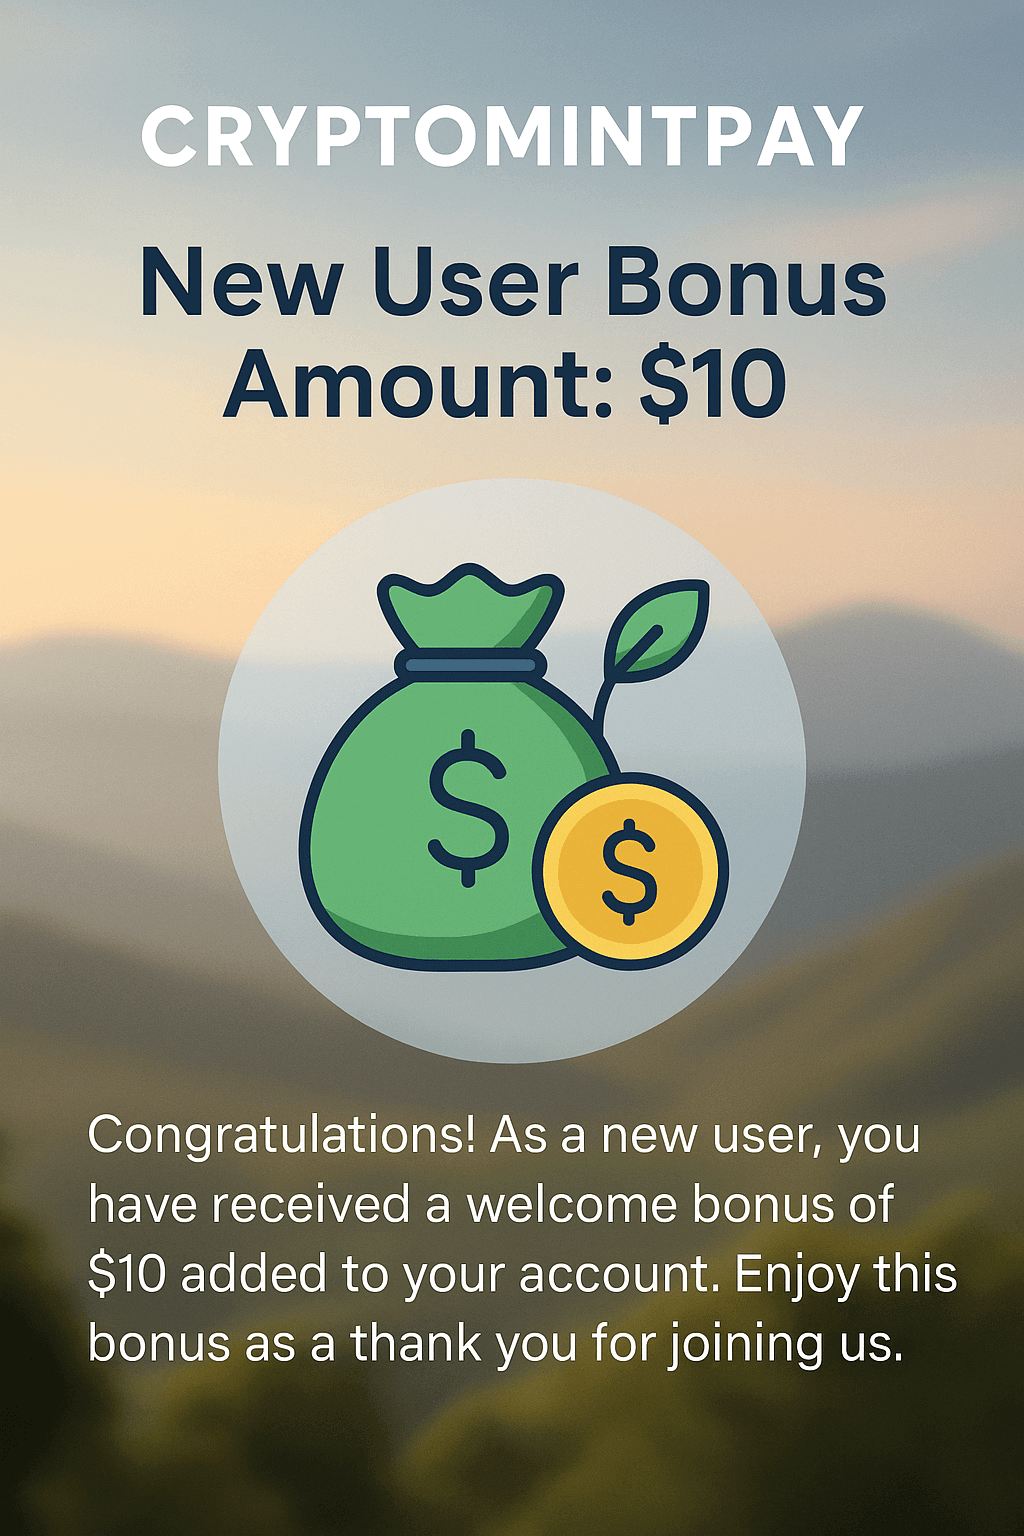 CRYPTOMINTPAY
New User Bonus
Amount: $10
$
$
Congratulations! As a new user, you
have received a welcome bonus of
$10 added to your account. Enjoy this
bonus as a thank you for joining us.